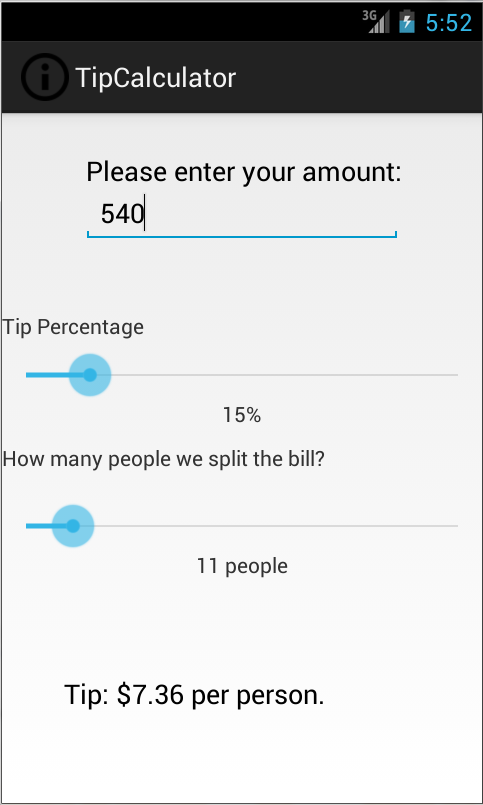 3G 5:52
TipCalculator
Please enter your amount:
540
Tip Percentage
15%
How many people we split the bill?
11 people
Tip: $7.36 per person.